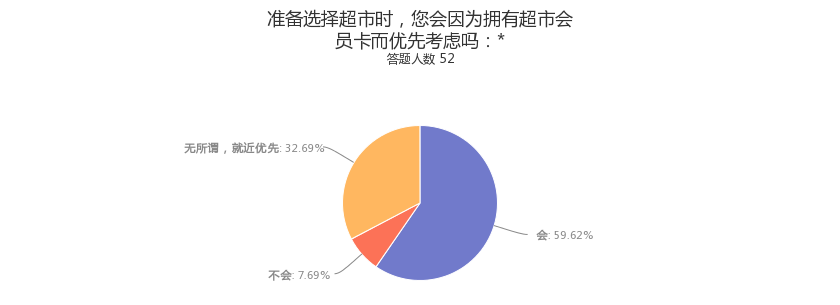 准备选择超市时，您会因为拥有超市会
员卡而优先考虑吗：*
答题人数 52
无所谓，就近优先: 32.69%
会: 59.62%
不会: 7.69%